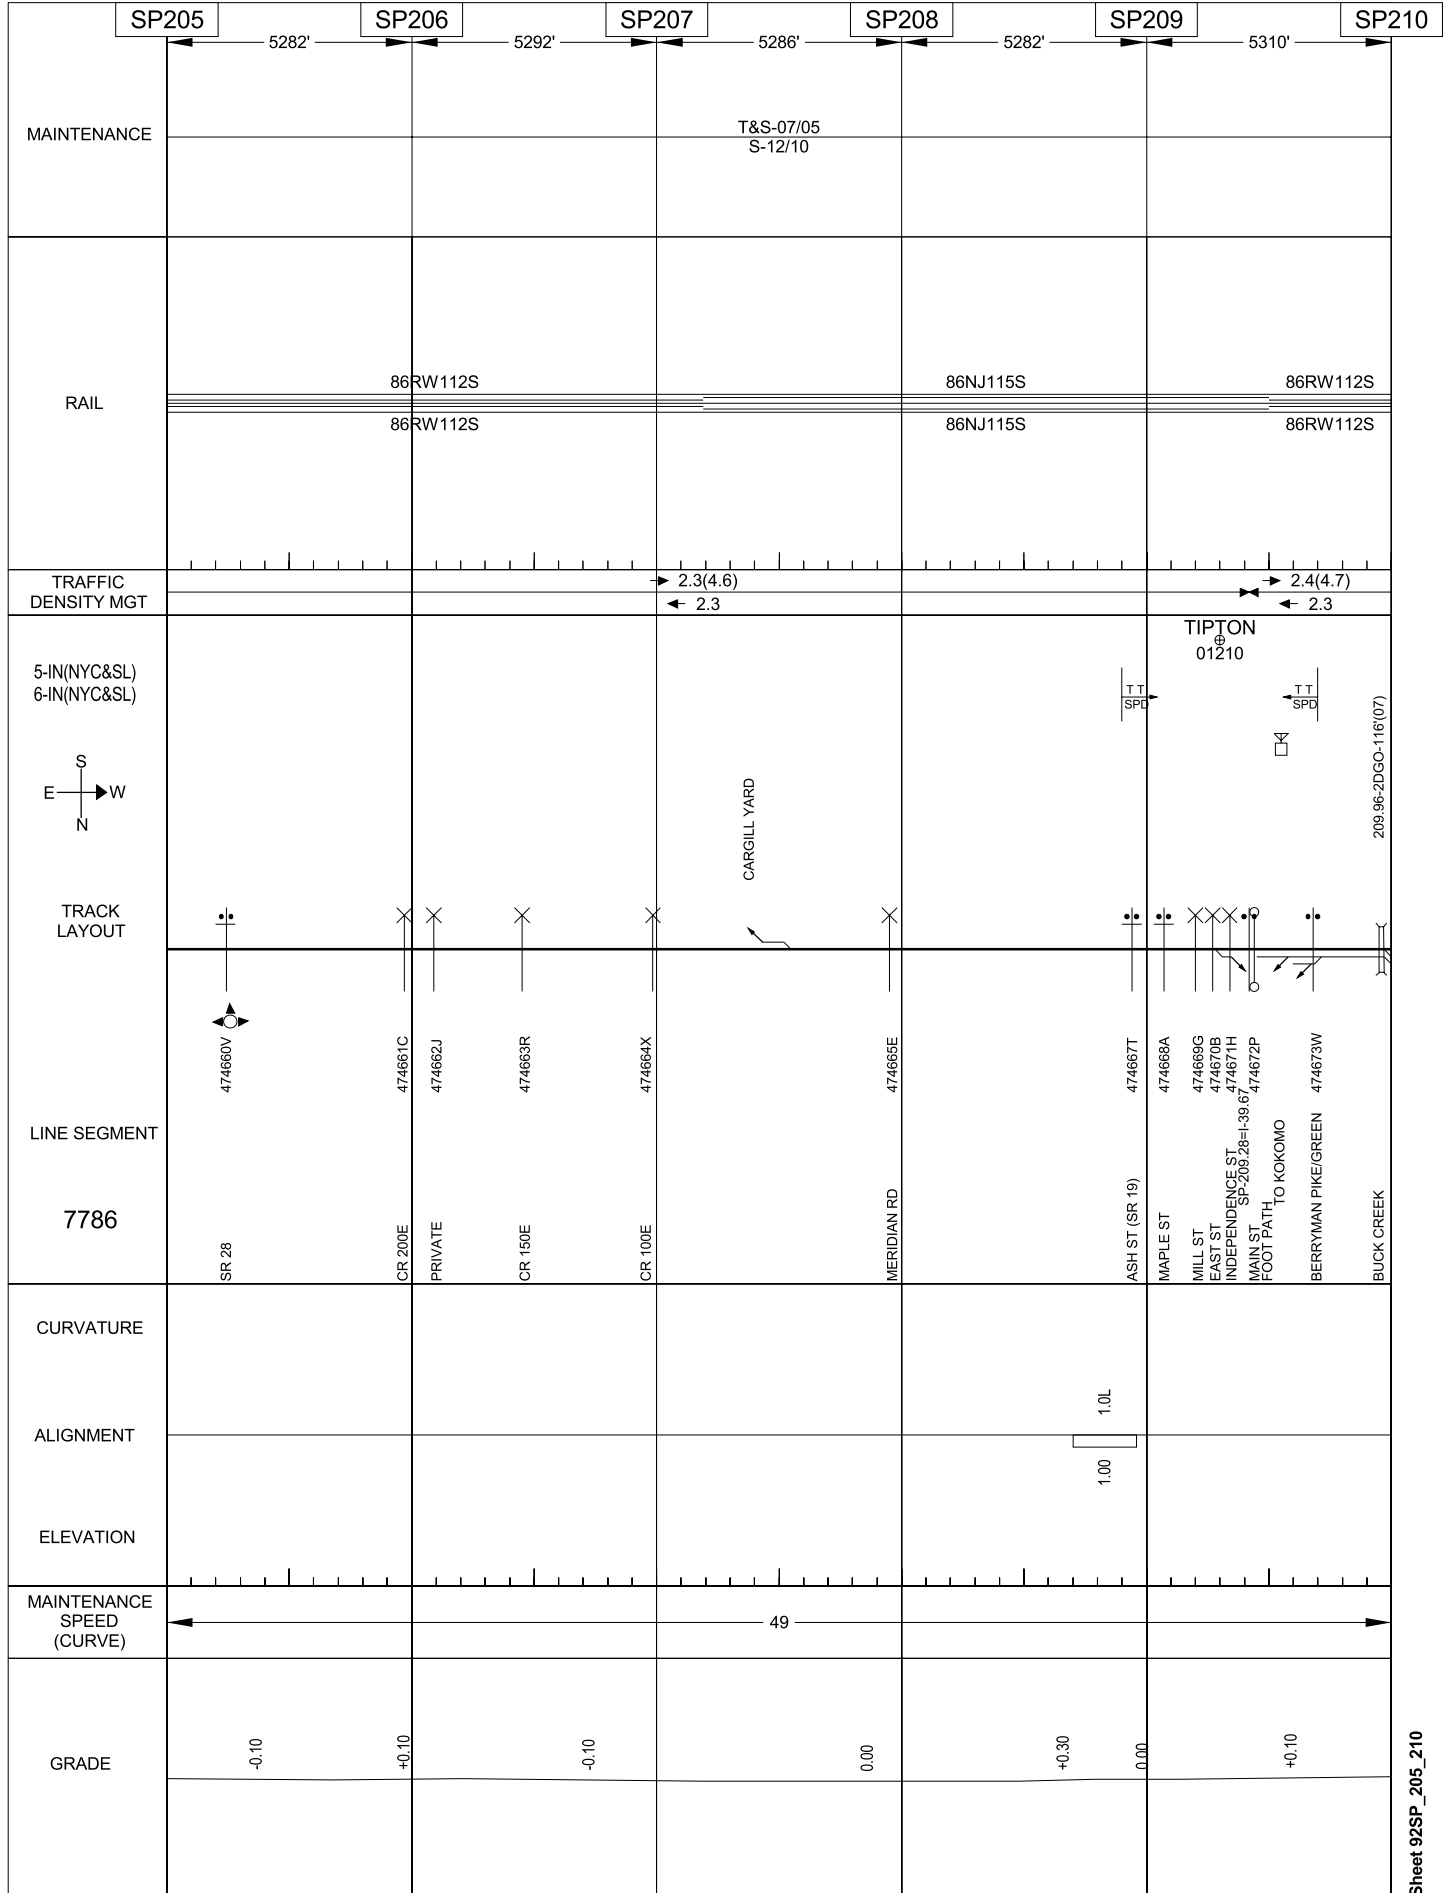 SP205 SP206 SP207 SP208 SP209 SP210
5282' 5292' 5286' 5282' 5310'
MAINTENANCE
T&S-07/05
S-12/10
RAIL
86RW112S 86NJ115S 86RW112S
86RW112S 86NJ115S 86RW112S
TRAFFIC
DENSITY MGT
2.3(4.6) 2.4(4.7)
2.3 2.3
TIPTON
01210
5-IN(NYC&SL)
6-IN(NYC&SL)
T T
SPD
T T
SPD
S
E W
N
CARGILL YARD
209.96-2DGO-116'(07)
TRACK
LAYOUT
474660V
474661C
474662J
474663R
474664X
474665E
474667T
474668A
474669G
474670B
474671H
474672P
474673W
LINE SEGMENT
7786
SR 28
CR 200E
PRIVATE
CR 150E
CR 100E
MERIDIAN RD
ASH ST (SR 19)
MAPLE ST
MILL ST
EAST ST
INDEPENDENCE ST
SP-209.28=I-39.67
MAIN ST
FOOT PATH
TO KOKOMO
BERRYMAN PIKE/GREEN
BUCK CREEK
CURVATURE
1.0L
ALIGNMENT
1.00
ELEVATION
MAINTENANCE
SPEED
(CURVE)
49
GRADE
-0.10
+0.10
-0.10
0.00
+0.30
0.00
+0.10
Sheet 92SP_205_210